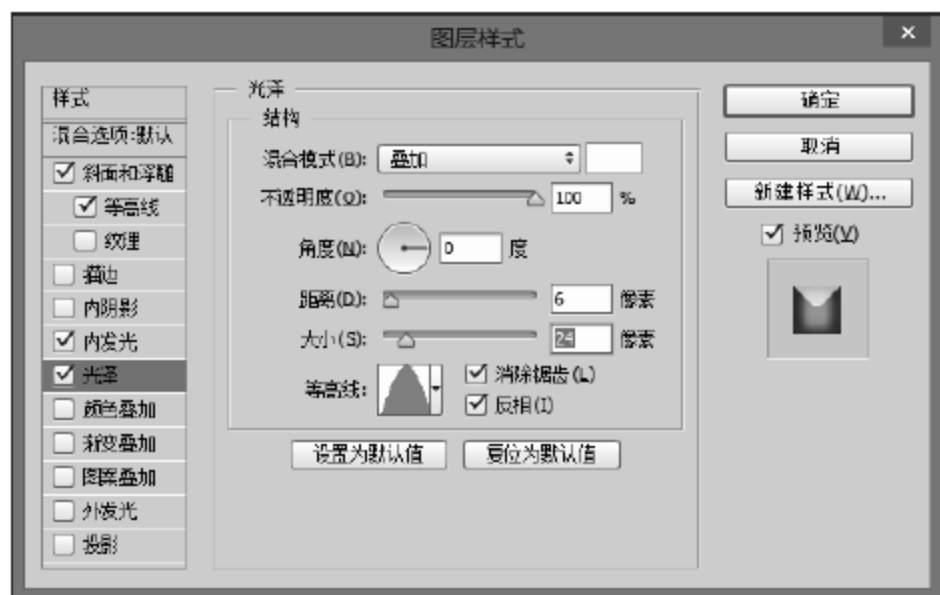 图层样式
样式
混合选项:默认
斜面和浮雕
等高线
纹理
描边
内阴影
内发光
光泽
颜色叠加
渐变叠加
图案叠加
外发光
投影
光泽
结构
混合模式(B): 叠加
不透明度(O): 100 %
角度(N): 0 度
距离(D): 6 像素
大小(S): 24 像素
等高线: 消除锯齿(L)
反相(I)
设置为默认值 复位为默认值
确定
取消
新建样式(W)...
预览(V)